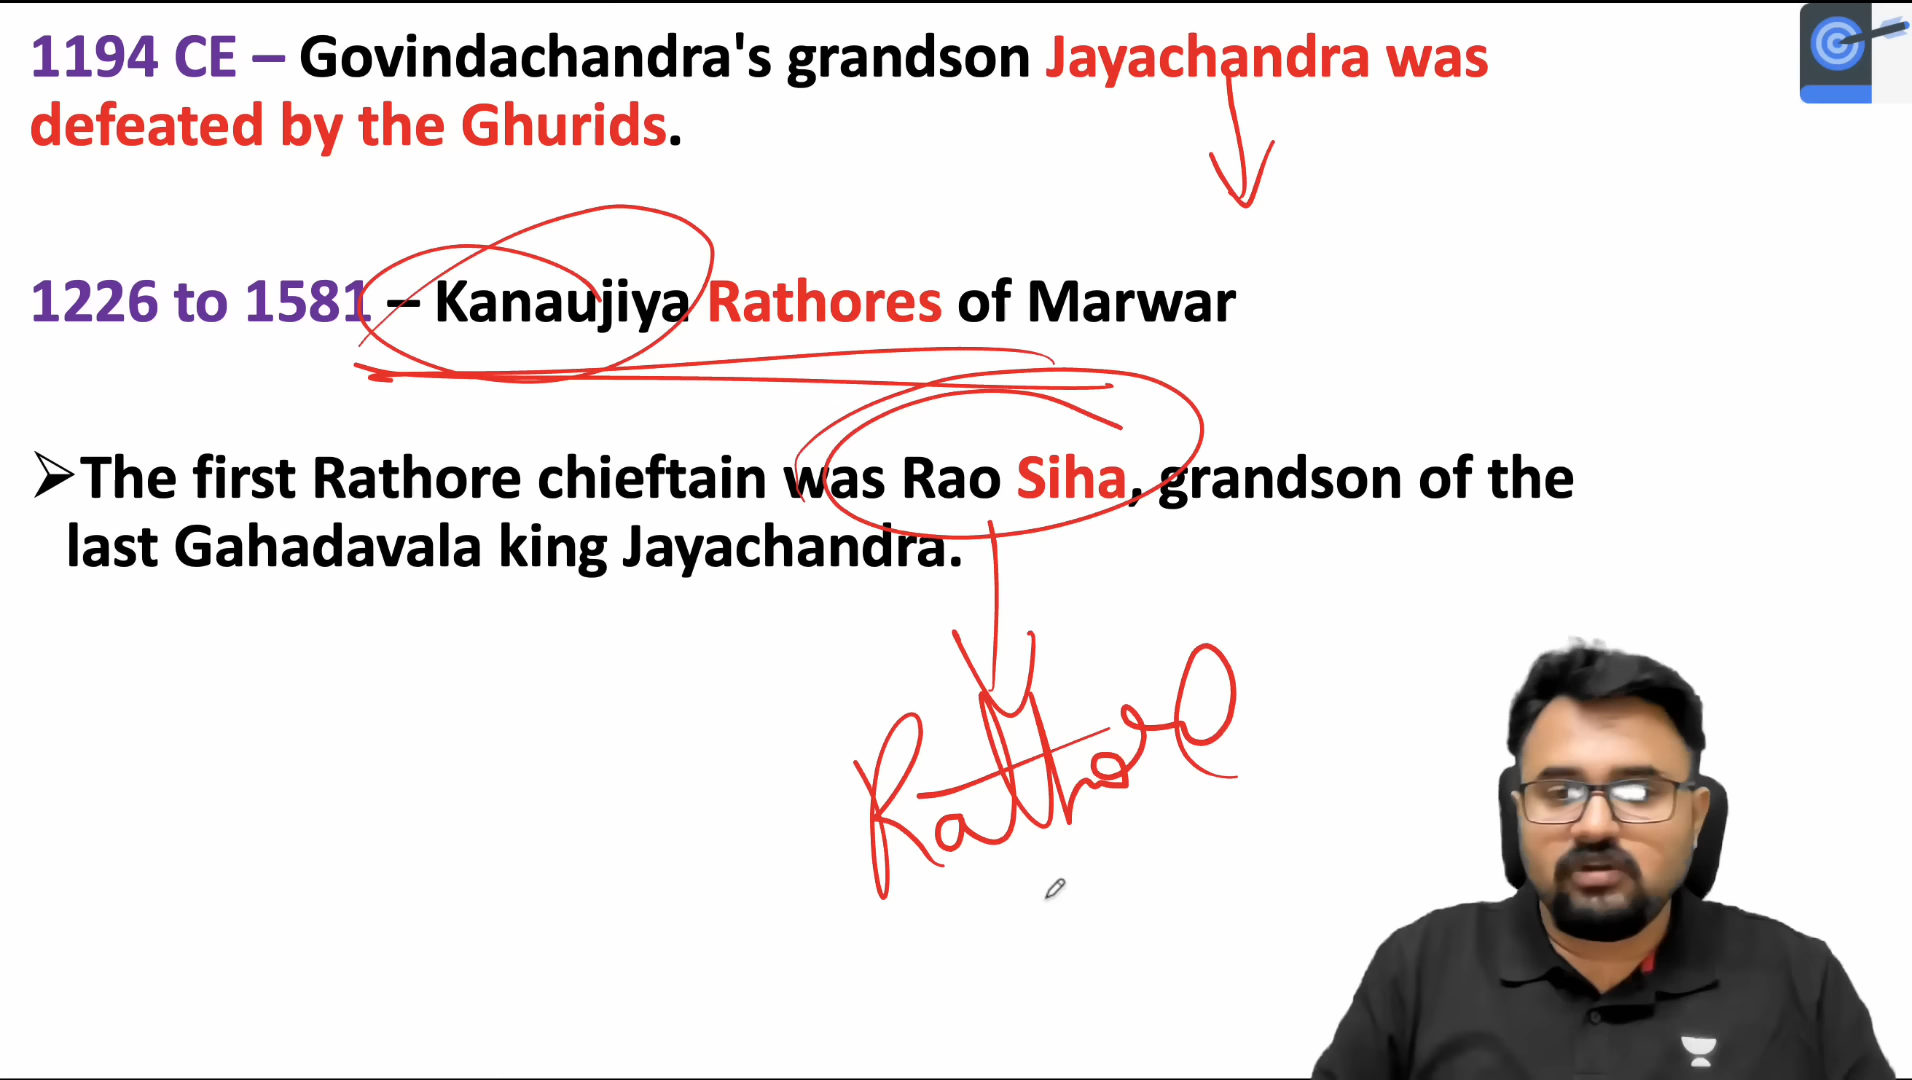 1194 CE – Govindachandra's grandson Jayachandra was
defeated by the Ghurids.
1226 to 1581 – Kanaujiya Rathores of Marwar
➢The first Rathore chieftain was Rao Siha, grandson of the
last Gahadavala king Jayachandra.
Rathore